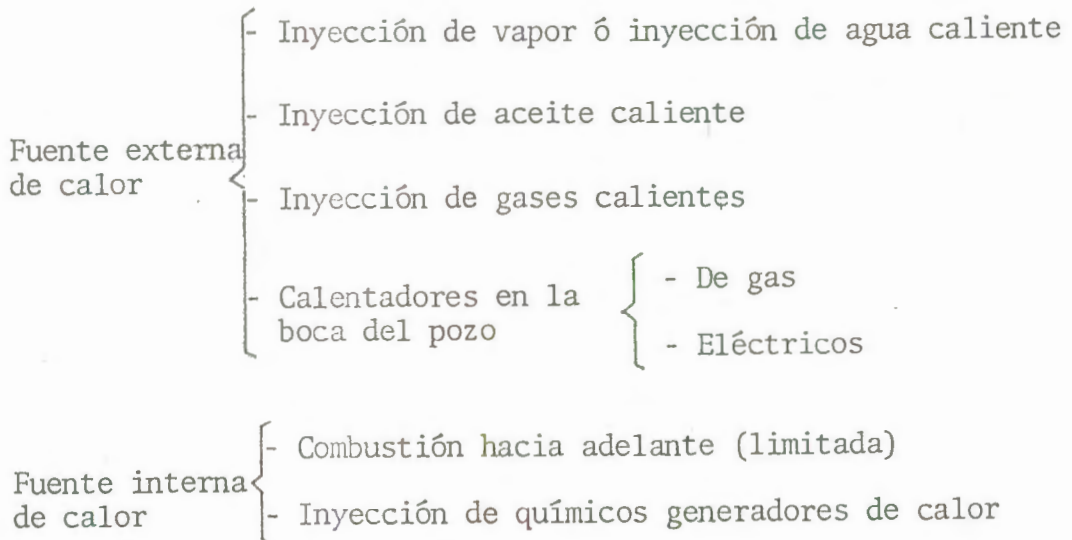 - Inyección de vapor ó inyección de agua caliente
- Inyección de aceite caliente
Fuente externa
de calor
- Inyección de gases calientes
- Calentadores en la
boca del pozo
- De gas
- Eléctricos
- Combustión hacia adelante (limitada)
Fuente interna
de calor
- Inyección de químicos generadores de calor